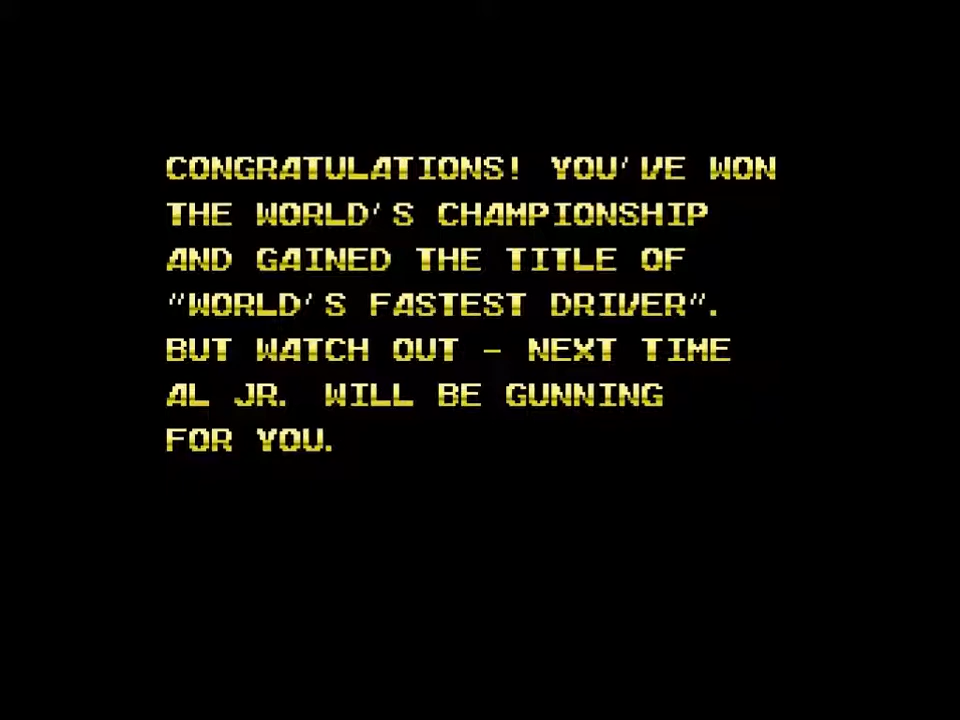 CONGRATULATIONS! YOU'VE WON
THE WORLD'S CHAMPIONSHIP
AND GAINED THE TITLE OF
"WORLD'S FASTEST DRIVER".
BUT WATCH OUT - NEXT TIME
AL JR. WILL BE GUNNING
FOR YOU.